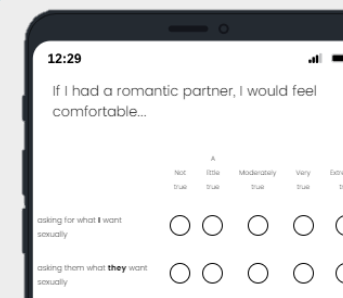 12:29
If I had a romantic partner, I would feel
comfortable...
A
Not little Moderately Very
true true true true
asking for what I want
sexually
asking them what they want
sexually